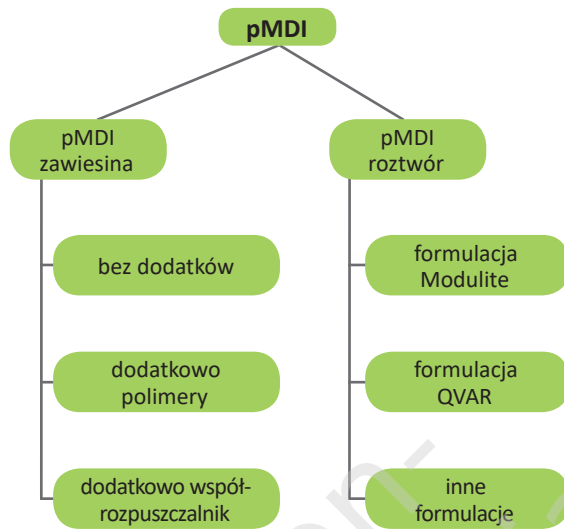 pMDI
pMDI
zawiesina
bez dodatków
dodatkowo
polimery
dodatkowo współ-
rozpuszczalnik
pMDI
roztwór
formulacja
Modulite
formulacja
QVAR
inne
formulacje